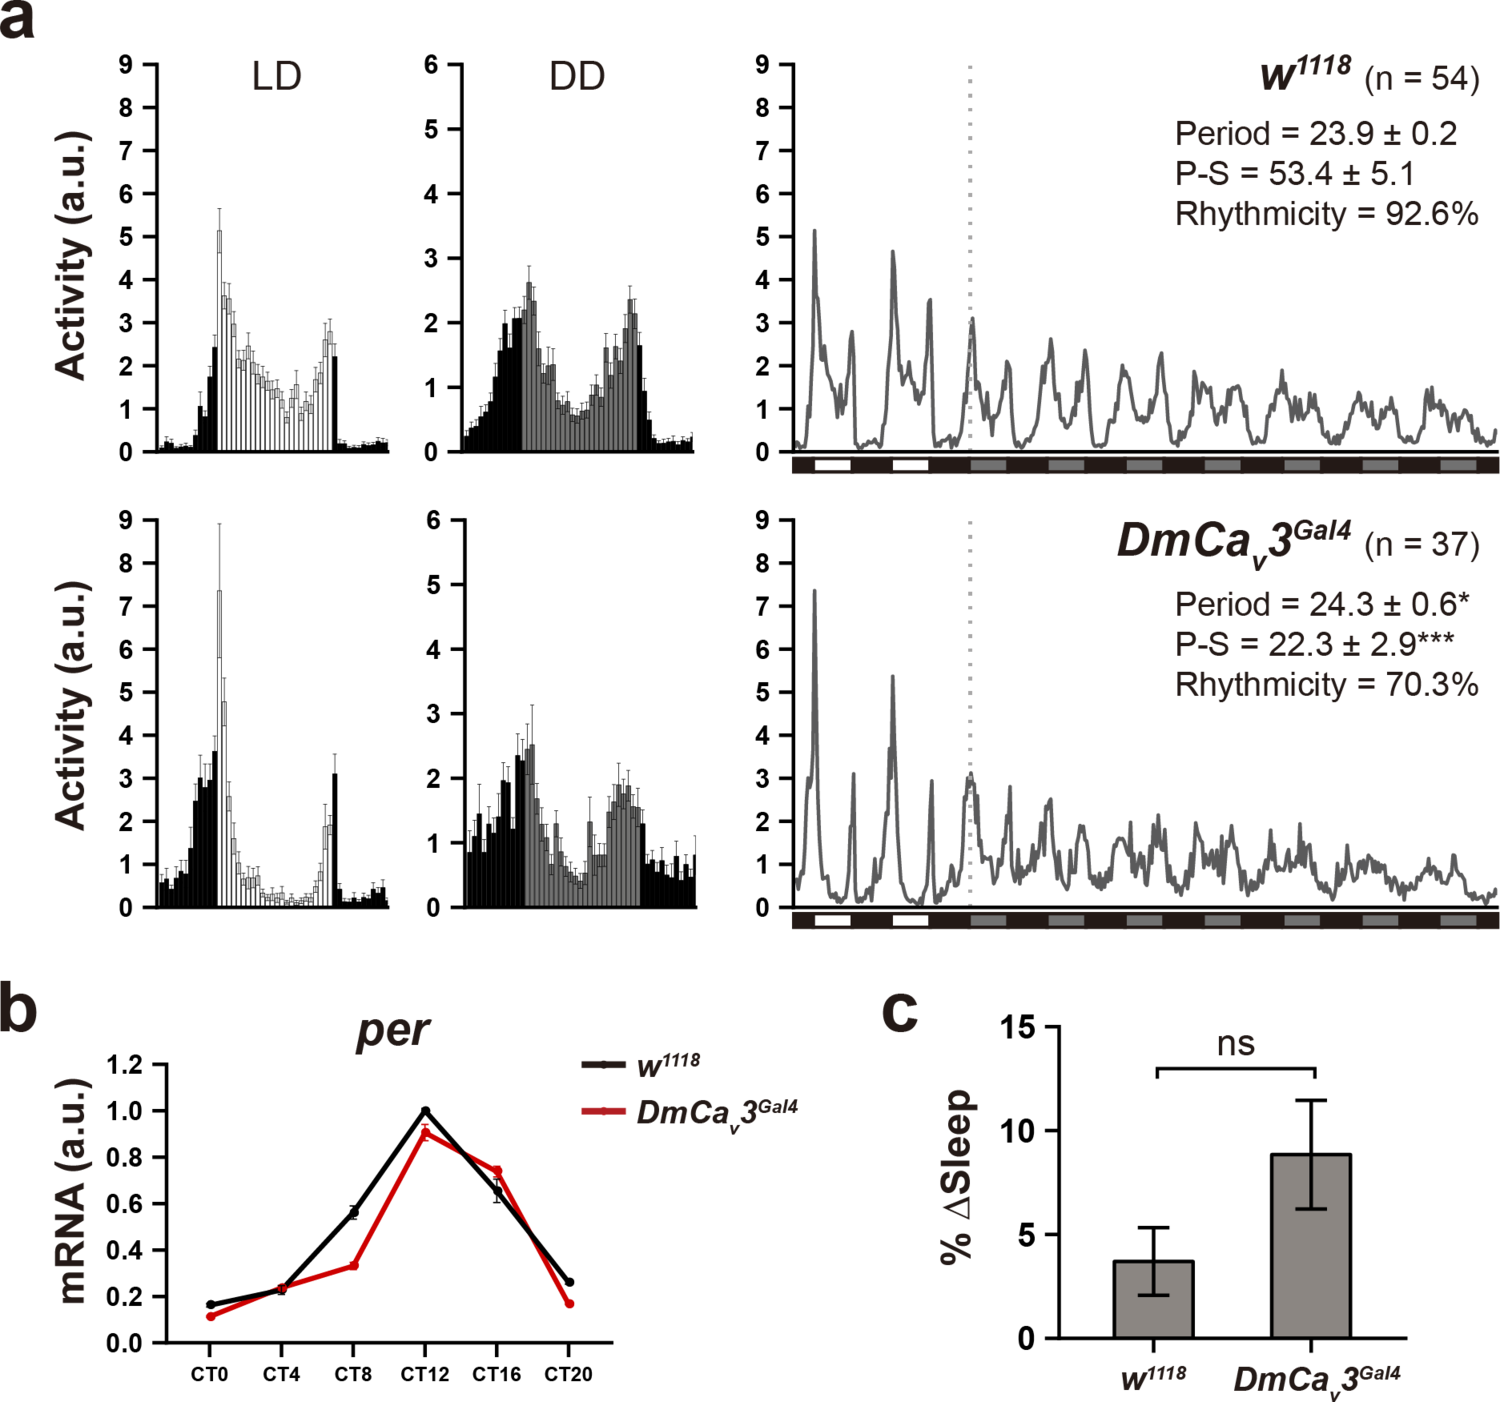 a
LD
DD
w1118 (n = 54)
Period = 23.9 ± 0.2
P-S = 53.4 ± 5.1
Rhythmicity = 92.6%
Activity (a.u.)
9
8
7
6
5
4
3
2
1
0
6
5
4
3
2
1
0
9
8
7
6
5
4
3
2
1
0
DmCav3Gal4 (n = 37)
Period = 24.3 ± 0.6*
P-S = 22.3 ± 2.9***
Rhythmicity = 70.3%
Activity (a.u.)
9
8
7
6
5
4
3
2
1
0
6
5
4
3
2
1
0
9
8
7
6
5
4
3
2
1
0
b
per
w1118
DmCav3Gal4
mRNA (a.u.)
1.2
1.0
0.8
0.6
0.4
0.2
0.0
CT0 CT4 CT8 CT12 CT16 CT20
c
ns
% ΔSleep
15
10
5
0
w1118 DmCav3Gal4